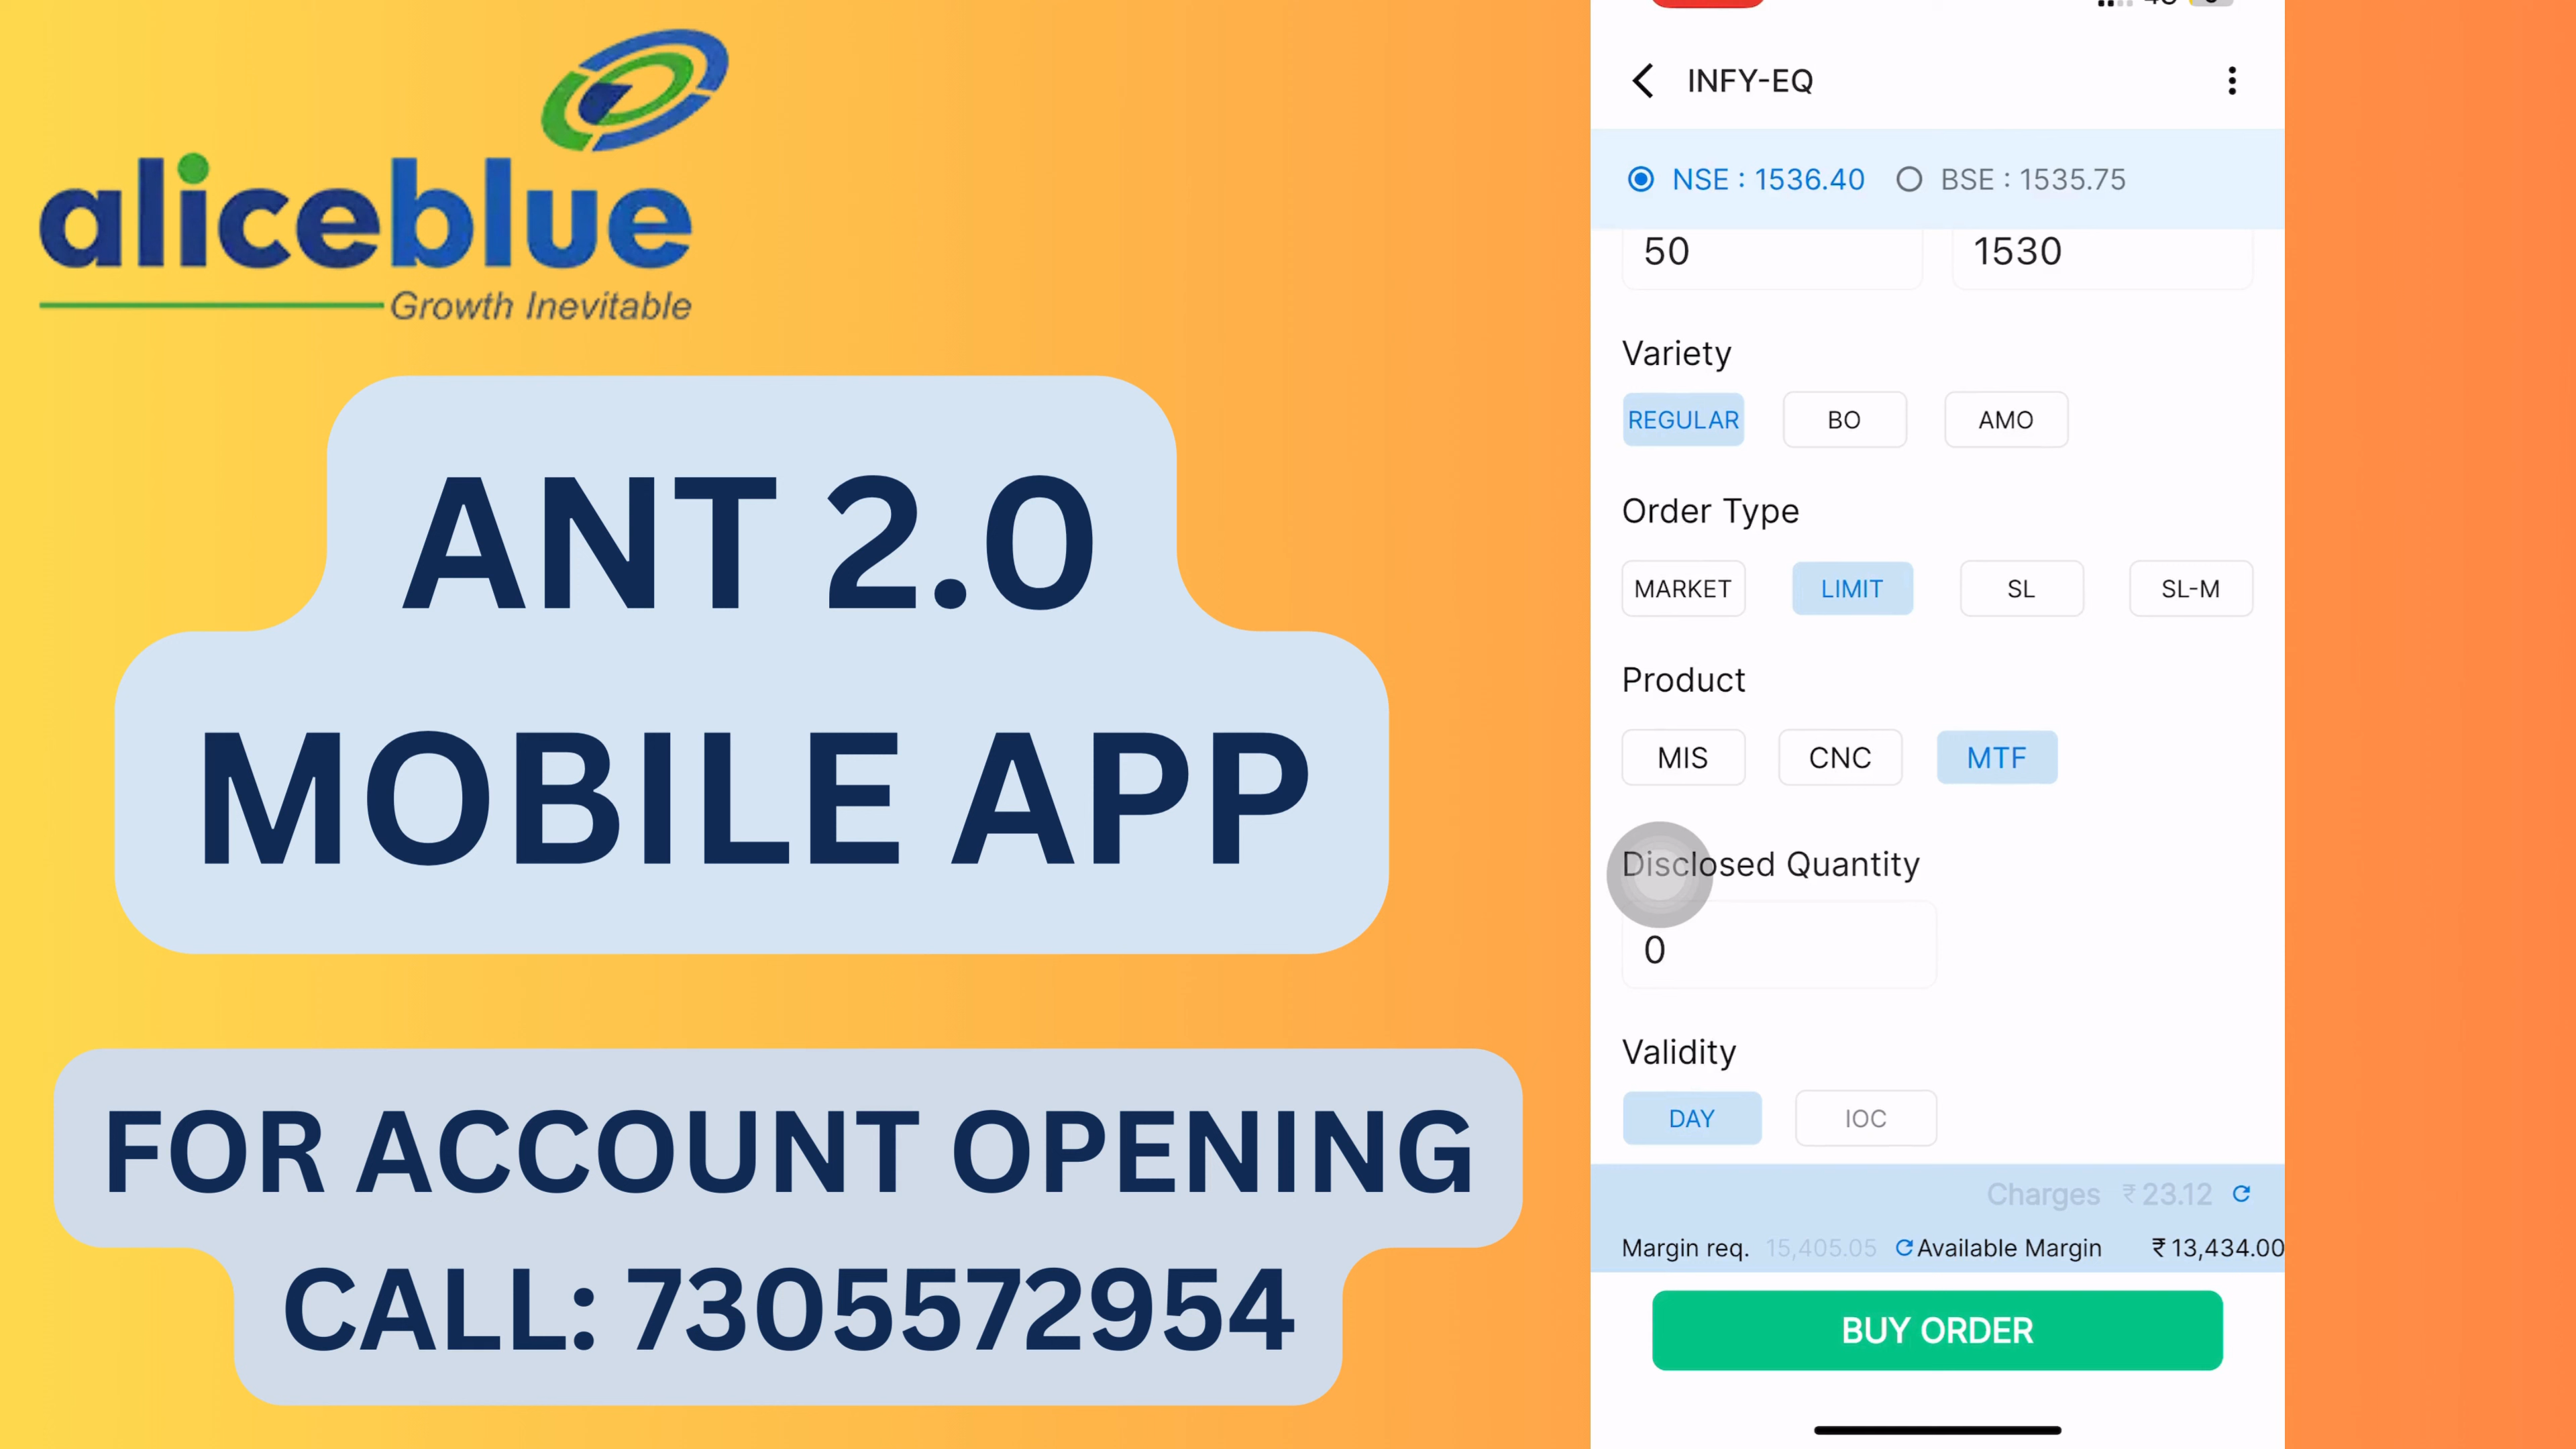 aliceblue
Growth Inevitable
ANT 2.0
MOBILE APP
FOR ACCOUNT OPENING
CALL: 7305572954
INFY-EQ
NSE : 1536.40 BSE : 1535.75
50 1530
Variety
REGULAR BO AMO
Order Type
MARKET LIMIT SL SL-M
Product
MIS CNC MTF
Disclosed Quantity
0
Validity
DAY IOC
Charges ₹ 23.12
Margin req. 15,405.05 Available Margin ₹ 13,434.00
BUY ORDER